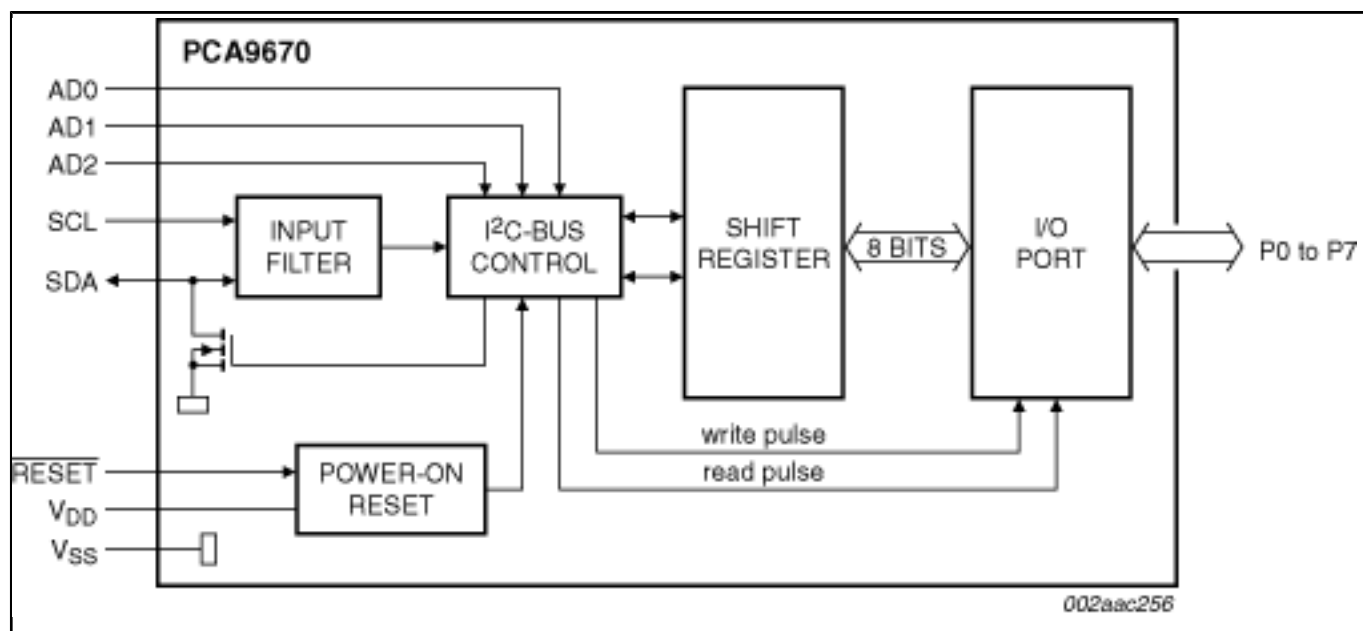 PCA9670
AD0
AD1
AD2
SCL
SDA
INPUT
FILTER
I²C-BUS
CONTROL
SHIFT
REGISTER
8 BITS
I/O
PORT
P0 to P7
write pulse
read pulse
RESET
VDD
VSS
POWER-ON
RESET
002aac256